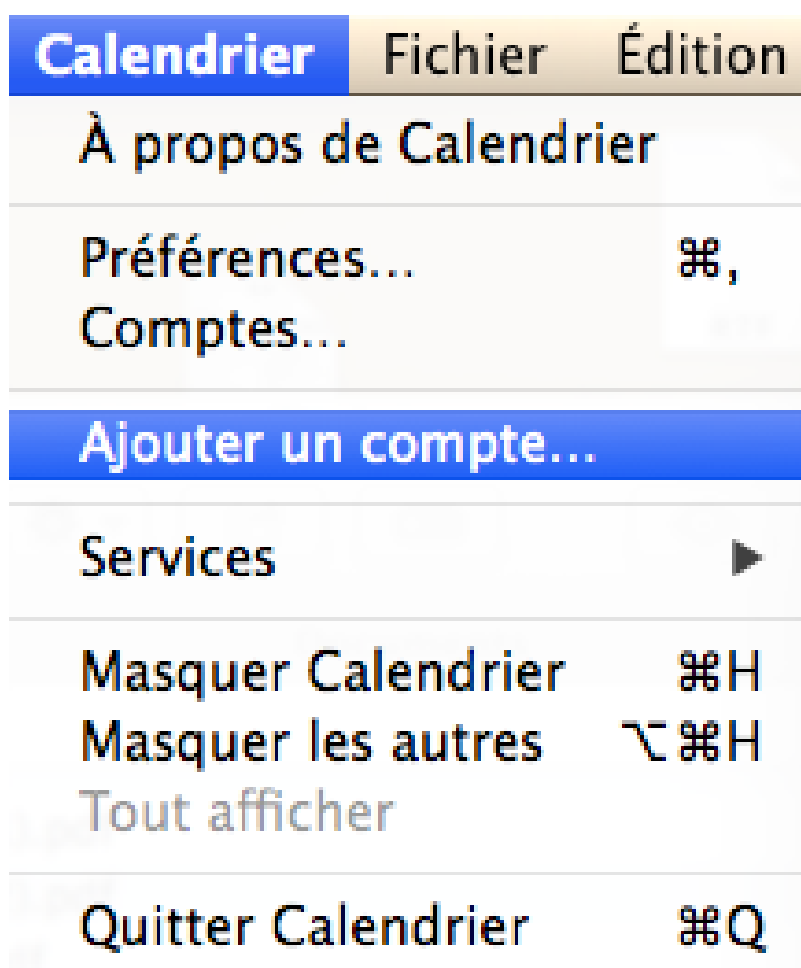 Calendrier Fichier Édition
À propos de Calendrier
Préférences... ⌘,
Comptes...
Ajouter un compte...
Services ▶
Masquer Calendrier ⌘H
Masquer les autres ⌥⌘H
Tout afficher
Quitter Calendrier ⌘Q